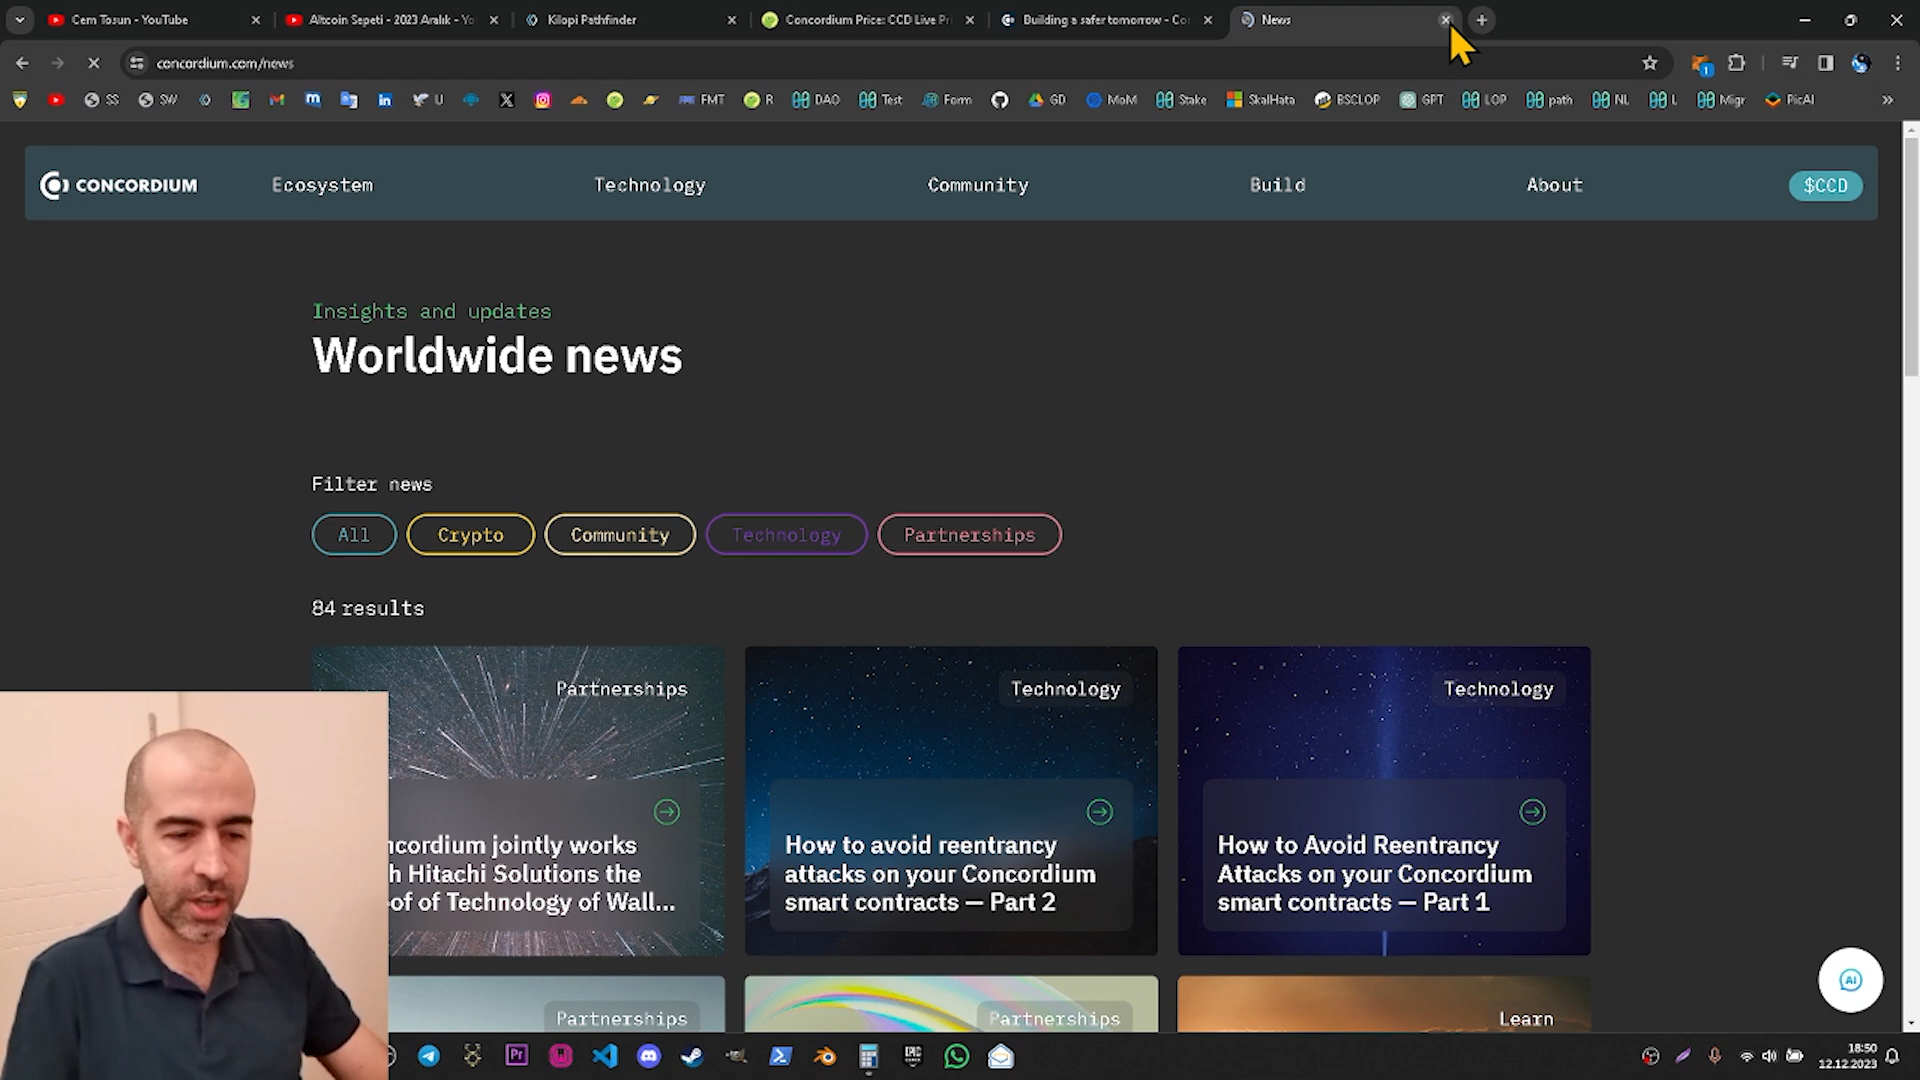 Cem Tosun - YouTube
Altcoin Sepeti - 2023 Aralık - Yo
Kilopi Pathfinder
Concordium Price: CCD Live Pri
Building a safer tomorrow - Co
News
concordium.com/news
1
SS
SW
U
FMT
R
DAO
Test
Form
GD
MoM
Stake
SkalHata
BSCLOP
GPT
LOP
path
NL
L
Migr
PicAI
CONCORDIUM
Ecosystem
Technology
Community
Build
About
$CCD
Insights and updates
Worldwide news
Filter news
All
Crypto
Community
Technology
Partnerships
84 results
Partnerships
ncordium jointly works
h Hitachi Solutions the
of of Technology of Wall...
Technology
How to avoid reentrancy
attacks on your Concordium
smart contracts — Part 2
Technology
How to Avoid Reentrancy
Attacks on your Concordium
smart contracts — Part 1
Partnerships
Partnerships
Learn
AI
Pr
EPIC
18:50
12.12.2023